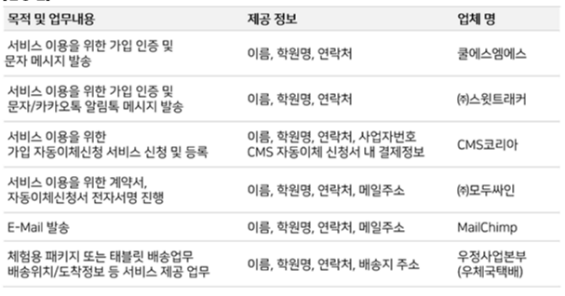 목적 및 업무내용 제공 정보 업체 명
서비스 이용을 위한 가입 인증 및
문자 메시지 발송
이름, 학원명, 연락처
쿨에스엠에스
서비스 이용을 위한 가입 인증 및
문자/카카오톡 알림톡 메시지 발송
이름, 학원명, 연락처
㈜스윗트래커
서비스 이용을 위한
가입 자동이체신청 서비스 신청 및 등록
이름, 학원명, 연락처, 사업자번호
CMS 자동이체 신청서 내 결제정보
CMS코리아
서비스 이용을 위한 계약서,
자동이체신청서 전자서명 진행
이름, 학원명, 연락처, 메일주소
㈜모두싸인
E-Mail 발송
이름, 학원명, 연락처, 메일주소
MailChimp
체험용 패키지 또는 태블릿 배송업무
배송위치/도착정보 등 서비스 제공 업무
이름, 학원명, 연락처, 배송지 주소
우정사업본부
(우체국택배)